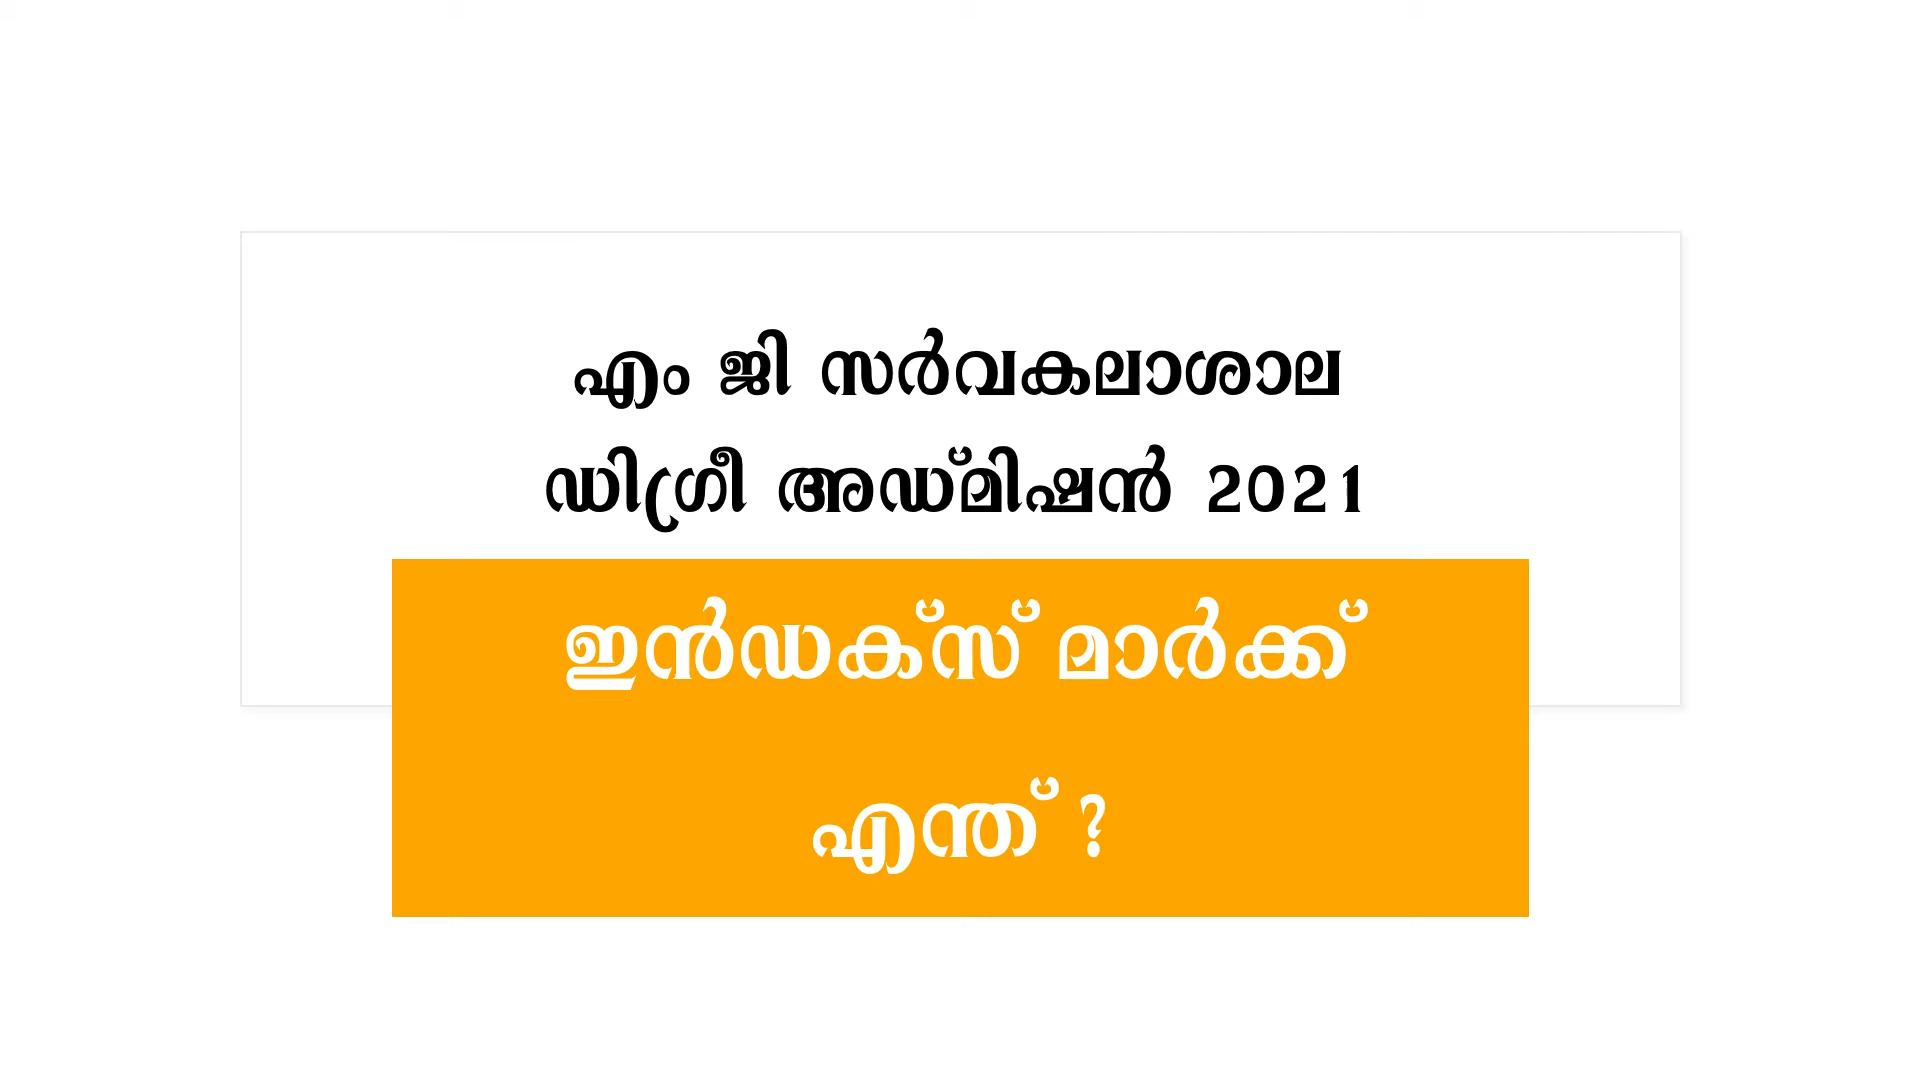 എം ജി സർവകലാശാല
ഡിഗ്രീ അഡ്മിഷൻ 2021
ഇൻഡക്സ് മാർക്ക്
എന്ത് ?